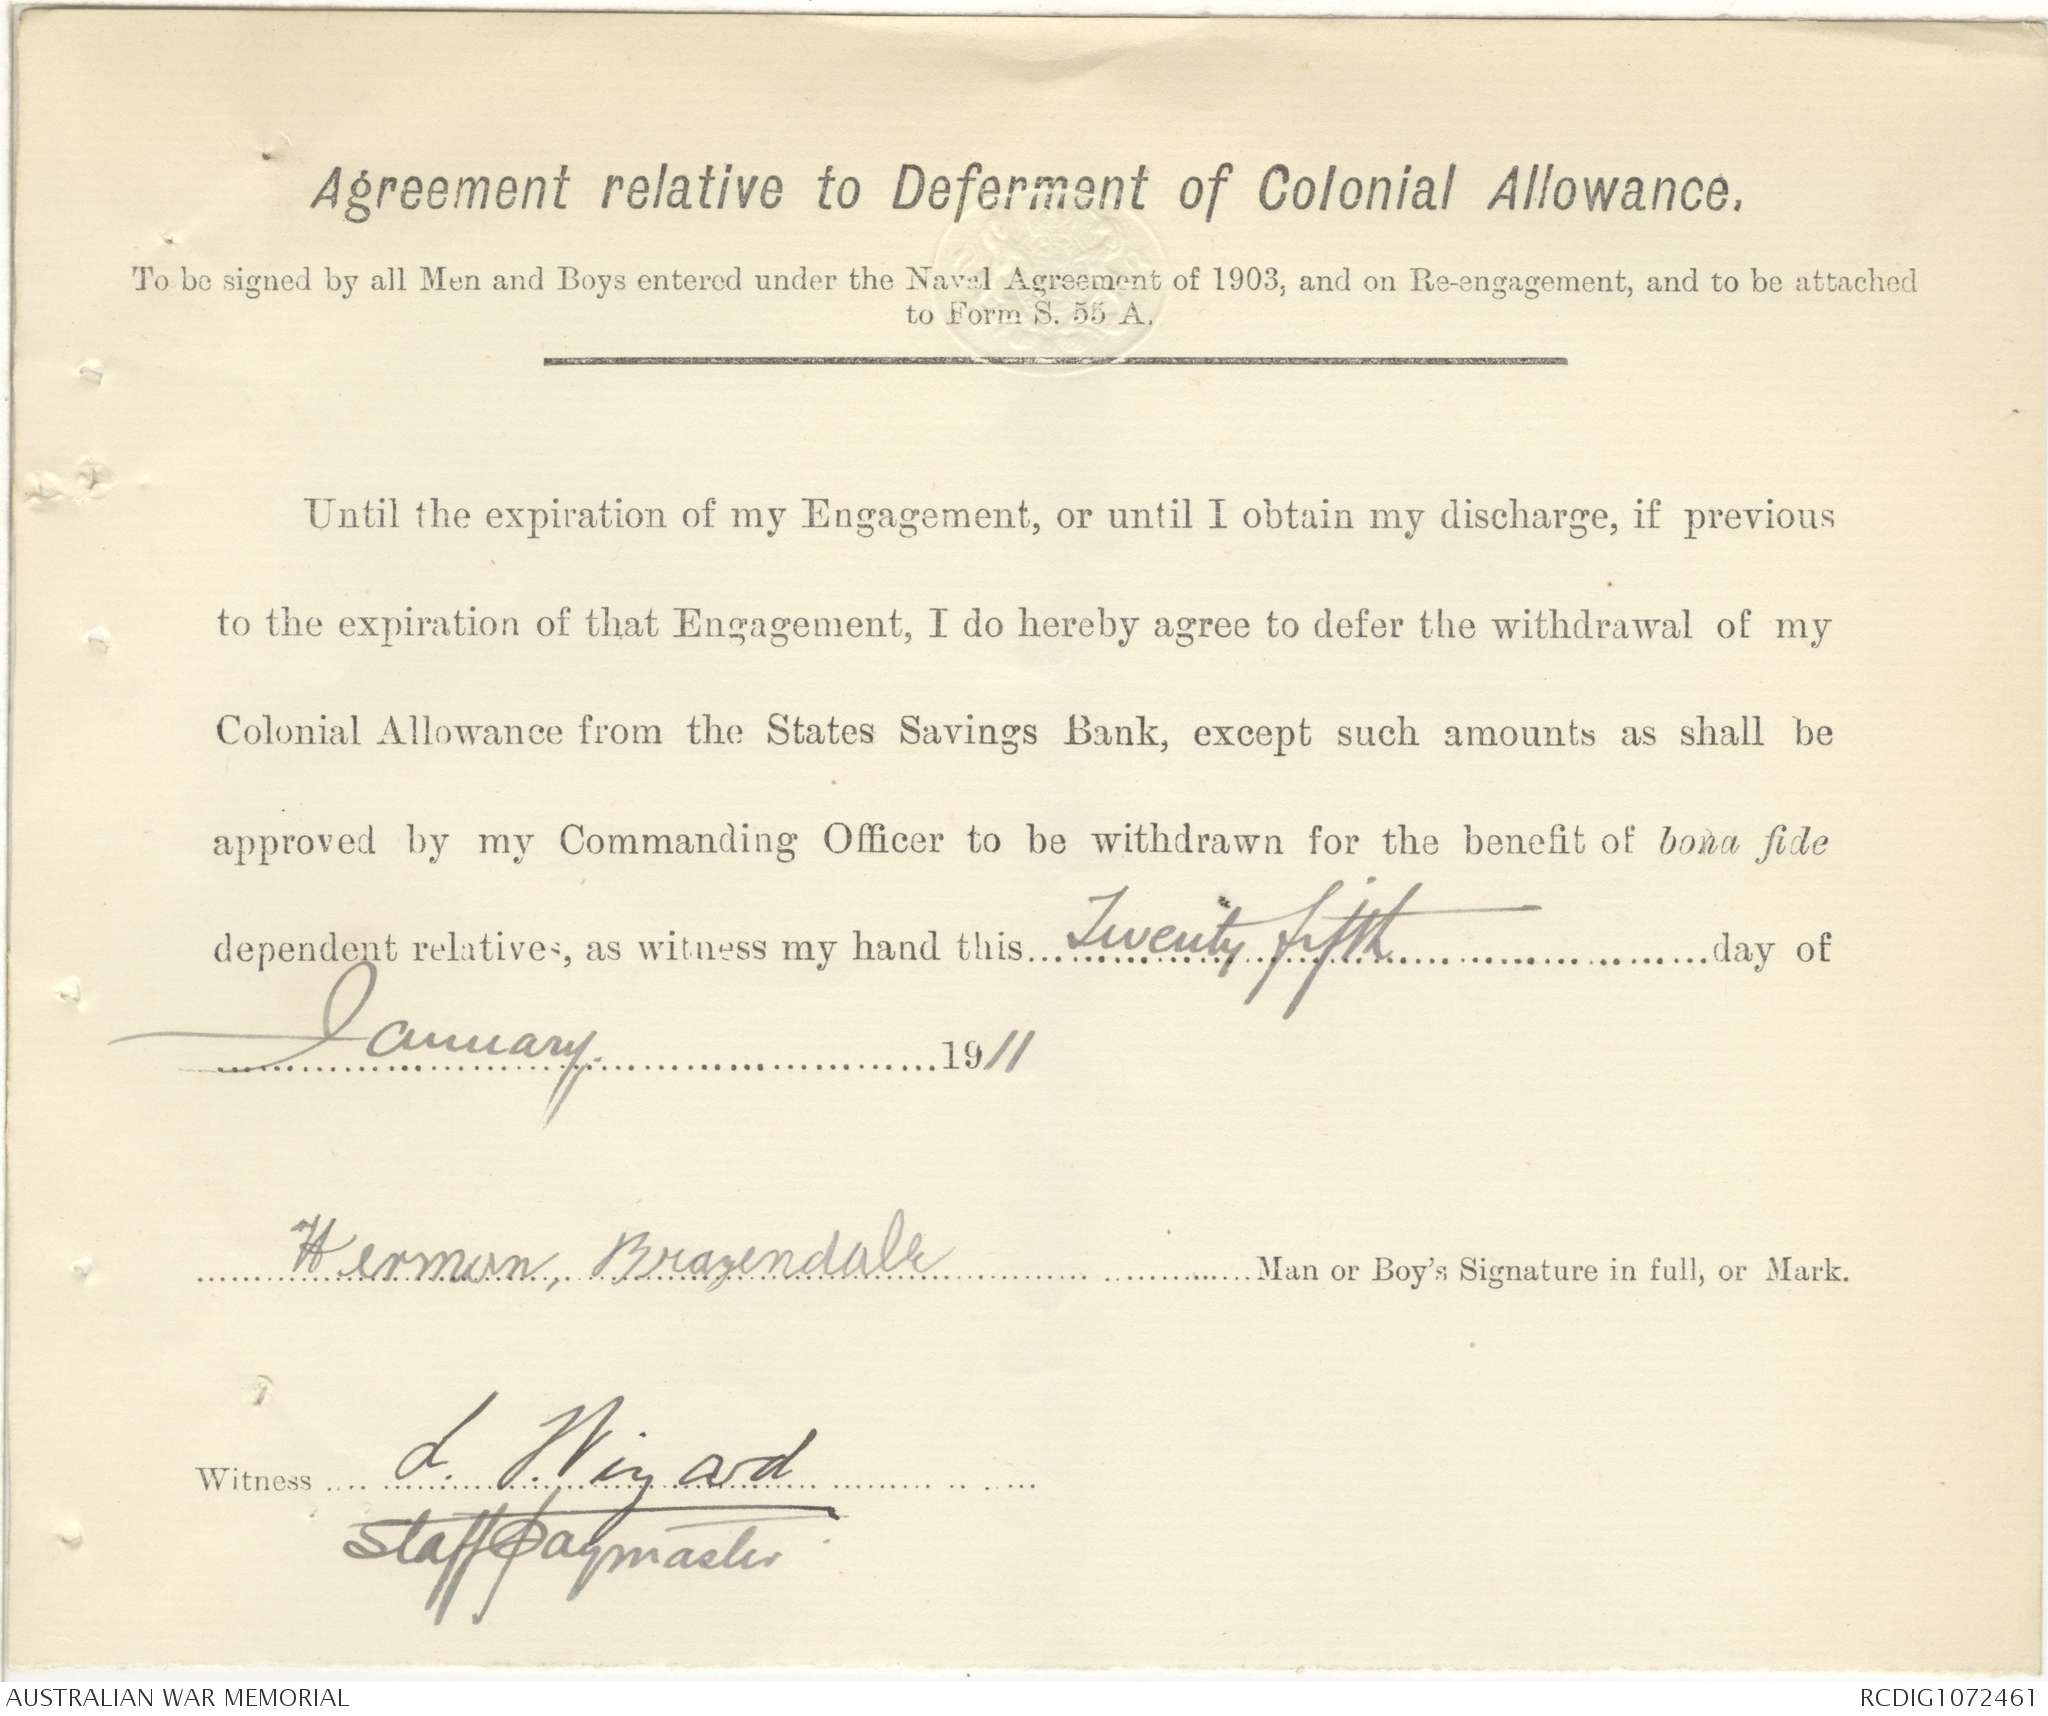 Agreement relative to Deferment of Colonial Allowance.
To be signed by all Men and Boys entered under the Naval Agreement of 1903, and on Re-engagement, and to be attached
to Form S. 55 A.
Until the expiration of my Engagement, or until I obtain my discharge, if previous
to the expiration of that Engagement, I do hereby agree to defer the withdrawal of my
Colonial Allowance from the States Savings Bank, except such amounts as shall be
approved by my Commanding Officer to be withdrawn for the benefit of bona fide
dependent relatives, as witness my hand this Twenty fifth day of
January. 1911
Herman, Brazendale Man or Boy's Signature in full, or Mark.
Witness L. Wizard
Staff Paymaster
AUSTRALIAN WAR MEMORIAL RCDIG1072461